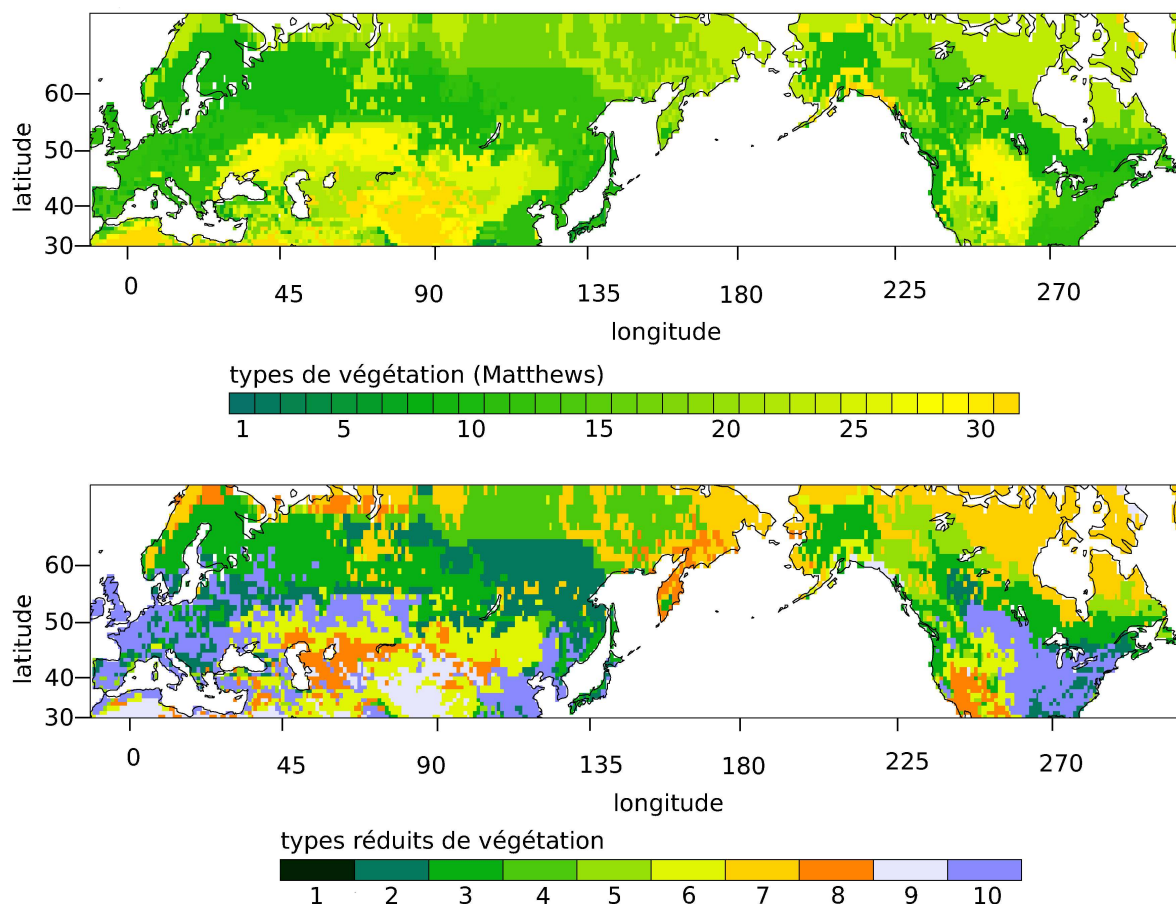 60
50
40
30
latitude
0 45 90 135 180 225 270
longitude
types de végétation (Matthews)
1 5 10 15 20 25 30
60
50
40
30
latitude
0 45 90 135 180 225 270
longitude
types réduits de végétation
1 2 3 4 5 6 7 8 9 10